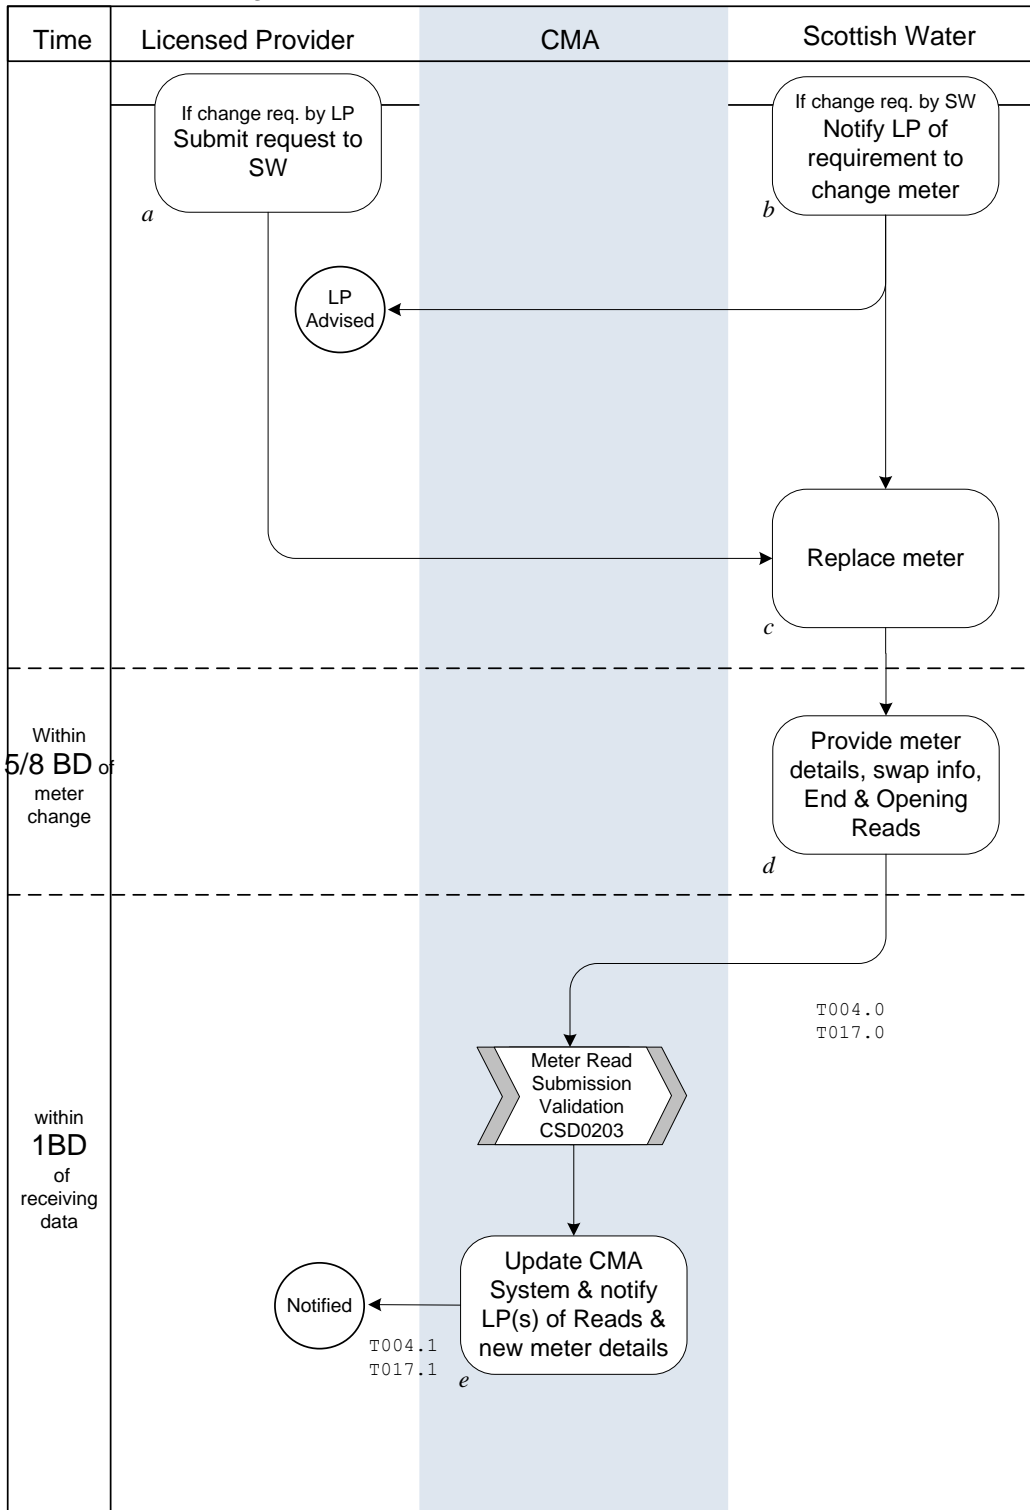 Time
Licensed Provider
CMA
Scottish Water
If change req. by LP
Submit request to
SW
a
If change req. by SW
Notify LP of
requirement to
change meter
b
LP
Advised
Replace meter
c
Within
5/8 BD of
meter
change
Provide meter
details, swap info,
End & Opening
Reads
d
T004.0
T017.0
within
1BD
of
receiving
data
Meter Read
Submission
Validation
CSD0203
Update CMA
System & notify
LP(s) of Reads &
new meter details
e
Notified
T004.1
T017.1